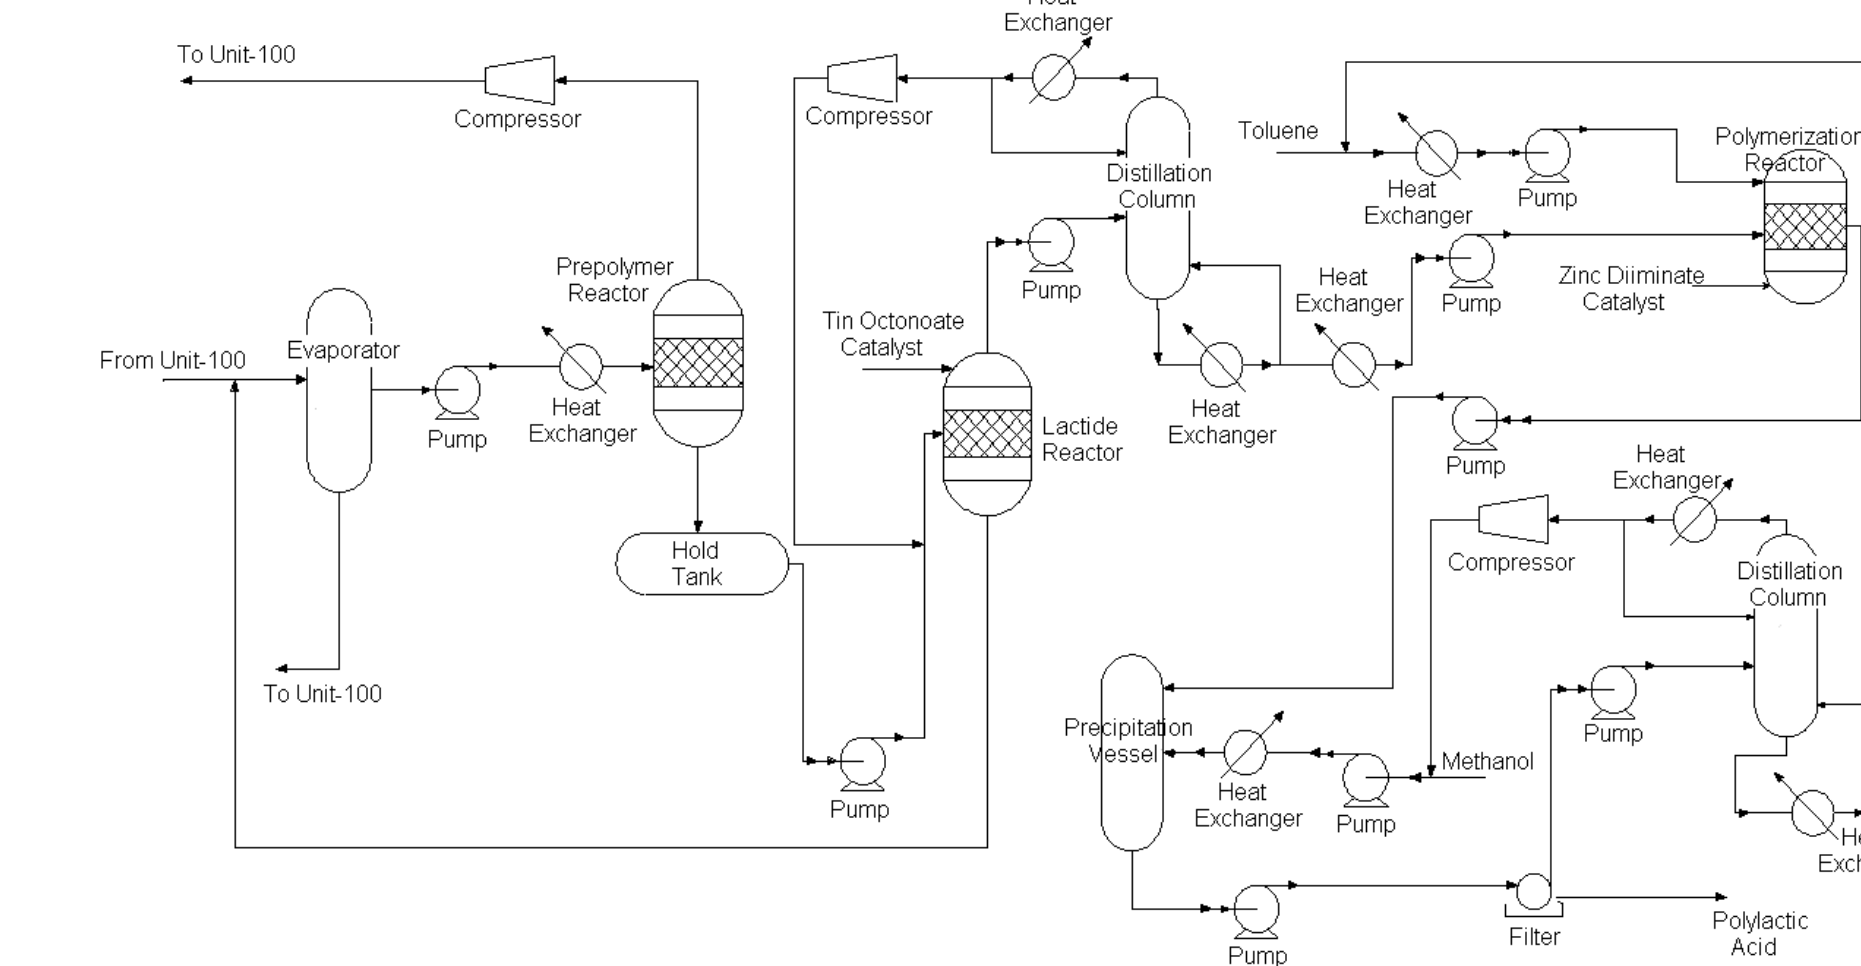 Heat
Exchanger
To Unit-100
Compressor
Compressor
Toluene
Polymerization
Reactor
Distillation
Column
Heat
Exchanger
Pump
Prepolymer
Reactor
Pump
Heat
Exchanger
Pump
Zinc Diiminate
Catalyst
Tin Octonoate
Catalyst
From Unit-100
Evaporator
Heat
Exchanger
Pump
Heat
Exchanger
Lactide
Reactor
Pump
Heat
Exchanger
Hold
Tank
Compressor
Distillation
Column
To Unit-100
Precipitation
Vessel
Pump
Methanol
Heat
Exchanger
Pump
Pump
He
Exch
Polylactic
Acid
Filter
Pump